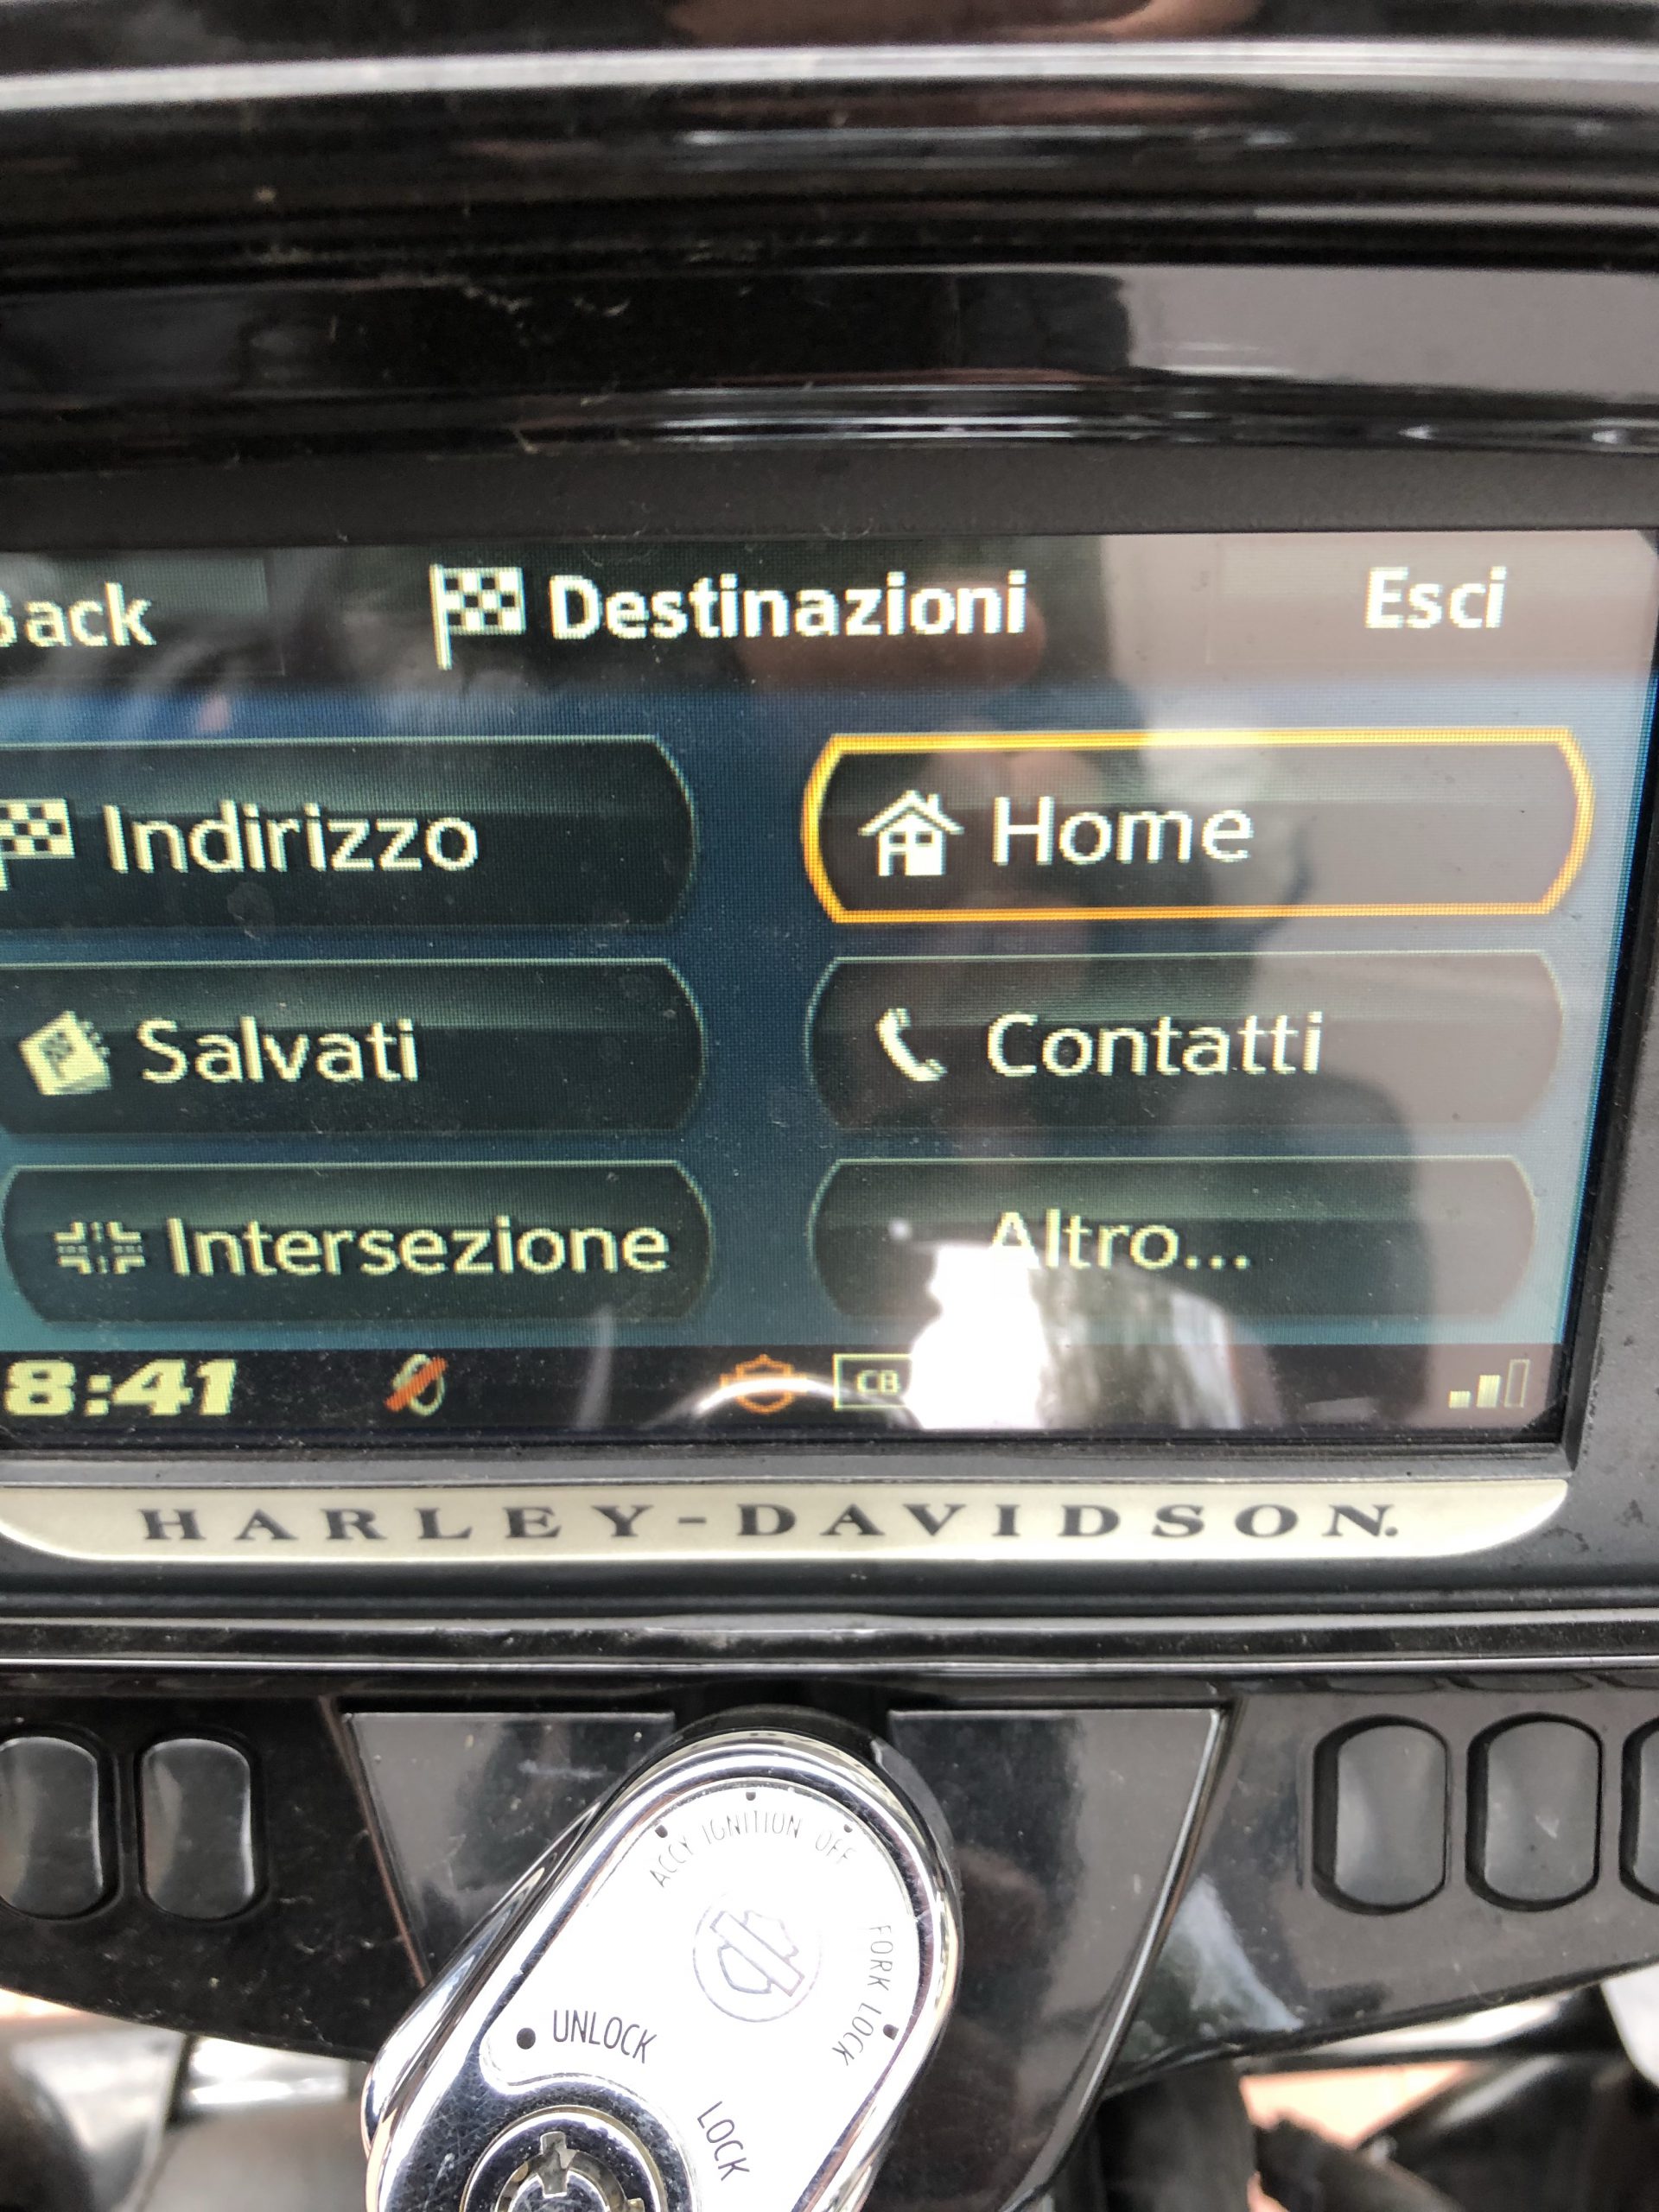 Back
Destinazioni
Esci
Indirizzo
Home
Salvati
Contatti
Intersezione
Altro...
8:41
CB
HARLEY-DAVIDSON.
ACCY IGNITION OFF
FORK LOCK
UNLOCK
LOCK